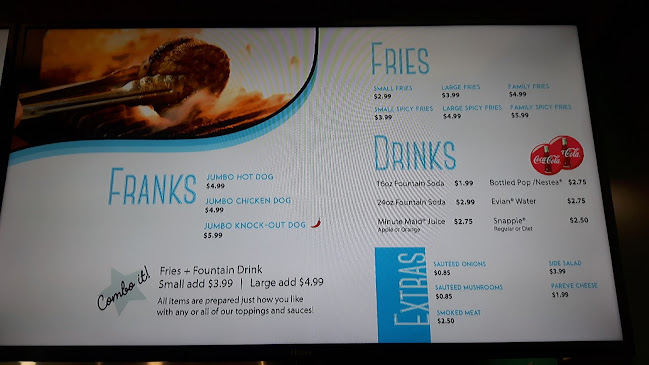 FRANKS
JUMBO HOT DOG
$4.99
JUMBO CHICKEN DOG
$4.99
JUMBO KNOCK-OUT DOG
$5.99
Combo it!
Fries + Fountain Drink
Small add $3.99 | Large add $4.99
All items are prepared just how you like
with any or all of our toppings and sauces!
FRIES
SMALL FRIES LARGE FRIES FAMILY FRIES
$2.99 $3.99 $4.99
SMALL SPICY FRIES LARGE SPICY FRIES FAMILY SPICY FRIES
$3.99 $4.99 $5.99
DRINKS
Coca-Cola Coca-Cola
16oz Fountain Soda $1.99 Bottled Pop /Nestea® $2.75
24oz Fountain Soda $2.99 Evian® Water $2.75
Minute Maid® Juice $2.75 Snapple® $2.50
Apple or Orange Regular or Diet
EXTRAS
SAUTÉED ONIONS SIDE SALAD
$0.85 $3.99
SAUTÉED MUSHROOMS PAREVE CHEESE
$0.85 $1.99
SMOKED MEAT
$2.50